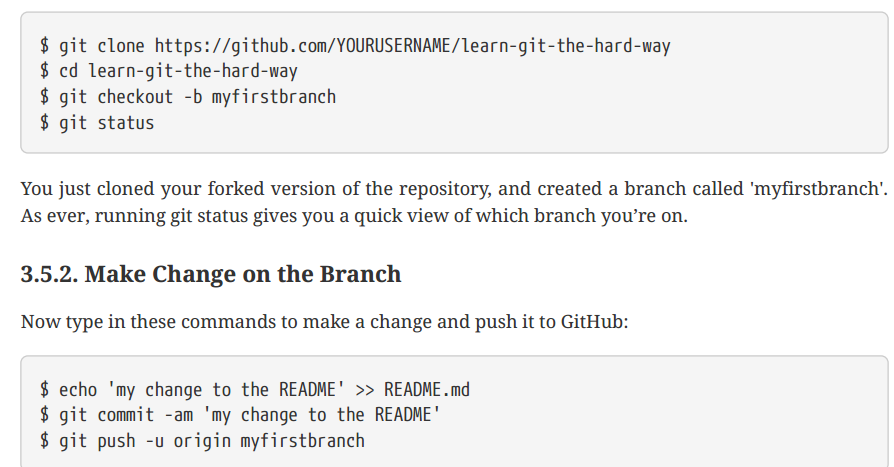 $ git clone https://github.com/YOURUSERNAME/learn-git-the-hard-way
$ cd learn-git-the-hard-way
$ git checkout -b myfirstbranch
$ git status
You just cloned your forked version of the repository, and created a branch called 'myfirstbranch'.
As ever, running git status gives you a quick view of which branch you’re on.
3.5.2. Make Change on the Branch
Now type in these commands to make a change and push it to GitHub:
$ echo 'my change to the README' >> README.md
$ git commit -am 'my change to the README'
$ git push -u origin myfirstbranch